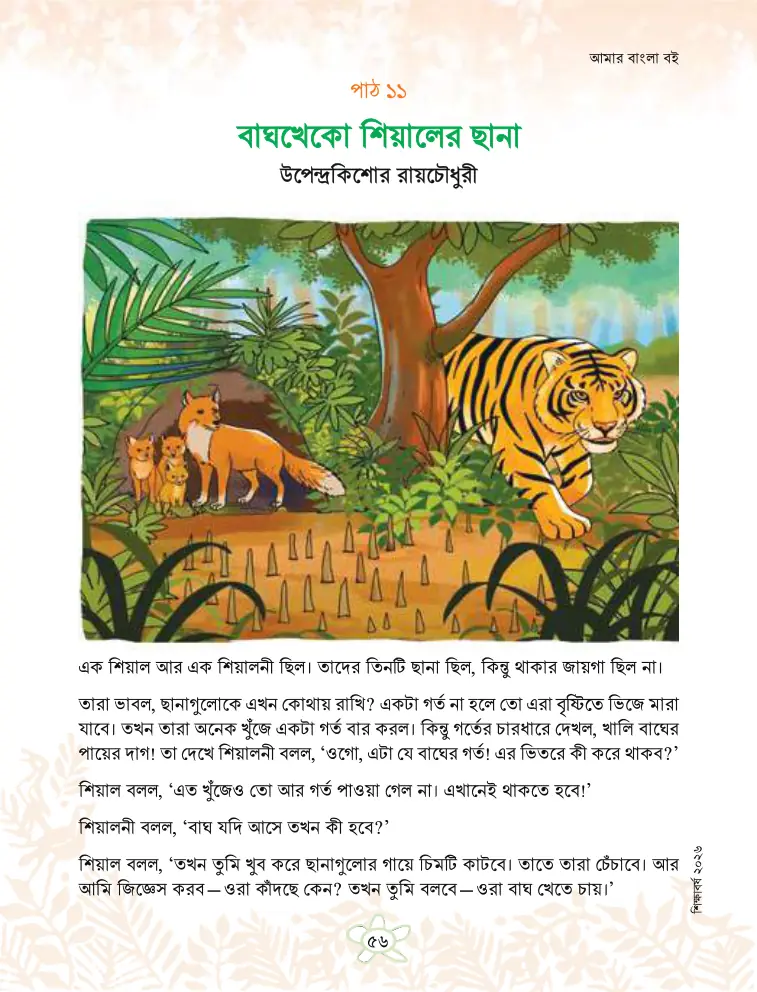 আমার বাংলা বই
পাঠ ১১
বাঘখেকো শিয়ালের ছানা
উপেন্দ্রকিশোর রায়চৌধুরী
এক শিয়াল আর এক শিয়ালনী ছিল। তাদের তিনটি ছানা ছিল, কিন্তু থাকার জায়গা ছিল না।
তারা ভাবল, ছানাগুলোকে এখন কোথায় রাখি? একটা গর্ত না হলে তো এরা বৃষ্টিতে ভিজে মারা
যাবে। তখন তারা অনেক খুঁজে একটা গর্ত বার করল। কিন্তু গর্তের চারধারে দেখল, খালি বাঘের
পায়ের দাগ! তা দেখে শিয়ালনী বলল, ‘ওগো, এটা যে বাঘের গর্ত! এর ভিতরে কী করে থাকব?’
শিয়াল বলল, ‘এত খুঁজেও তো আর গর্ত পাওয়া গেল না। এখানেই থাকতে হবে!’
শিয়ালনী বলল, ‘বাঘ যদি আসে তখন কী হবে?’
শিয়াল বলল, ‘তখন তুমি খুব করে ছানাগুলোর গায়ে চিমটি কাটবে। তাতে তারা চেঁচাবে। আর
আমি জিজ্ঞেস করব—ওরা কাঁদছে কেন? তখন তুমি বলবে—ওরা বাঘ খেতে চায়।’
শিক্ষাবর্ষ ২০২৬
৫৬